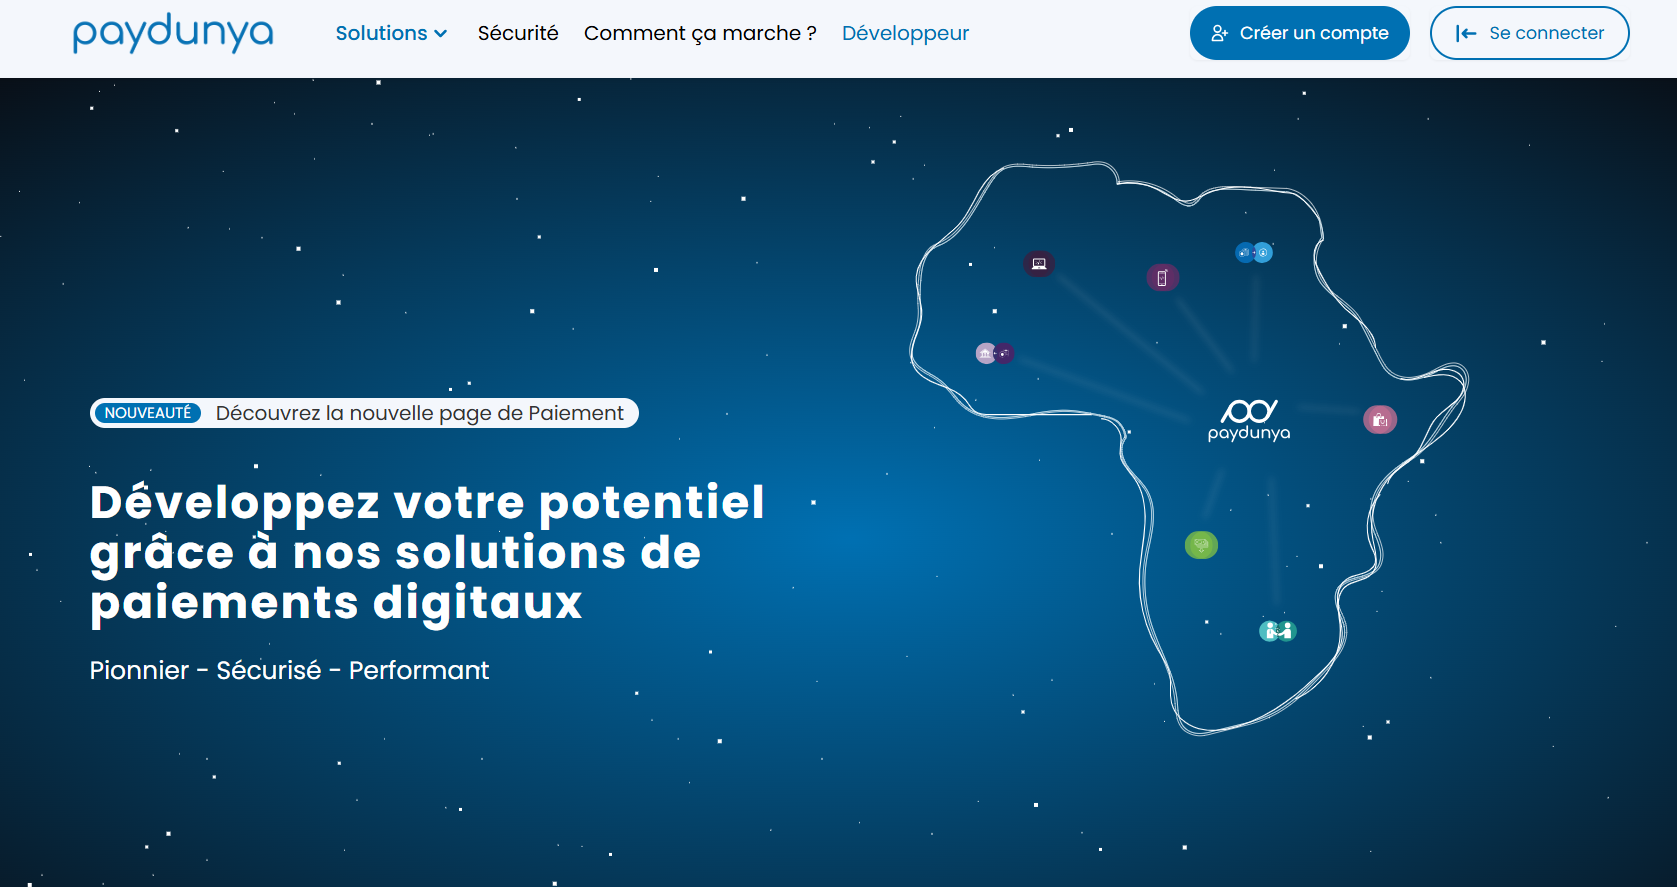 paydunya
Solutions
Sécurité
Comment ça marche ?
Développeur
Créer un compte
Se connecter
NOUVEAUTÉ Découvrez la nouvelle page de Paiement
Développez votre potentiel
grâce à nos solutions de
paiements digitaux
Pionnier - Sécurisé - Performant
paydunya